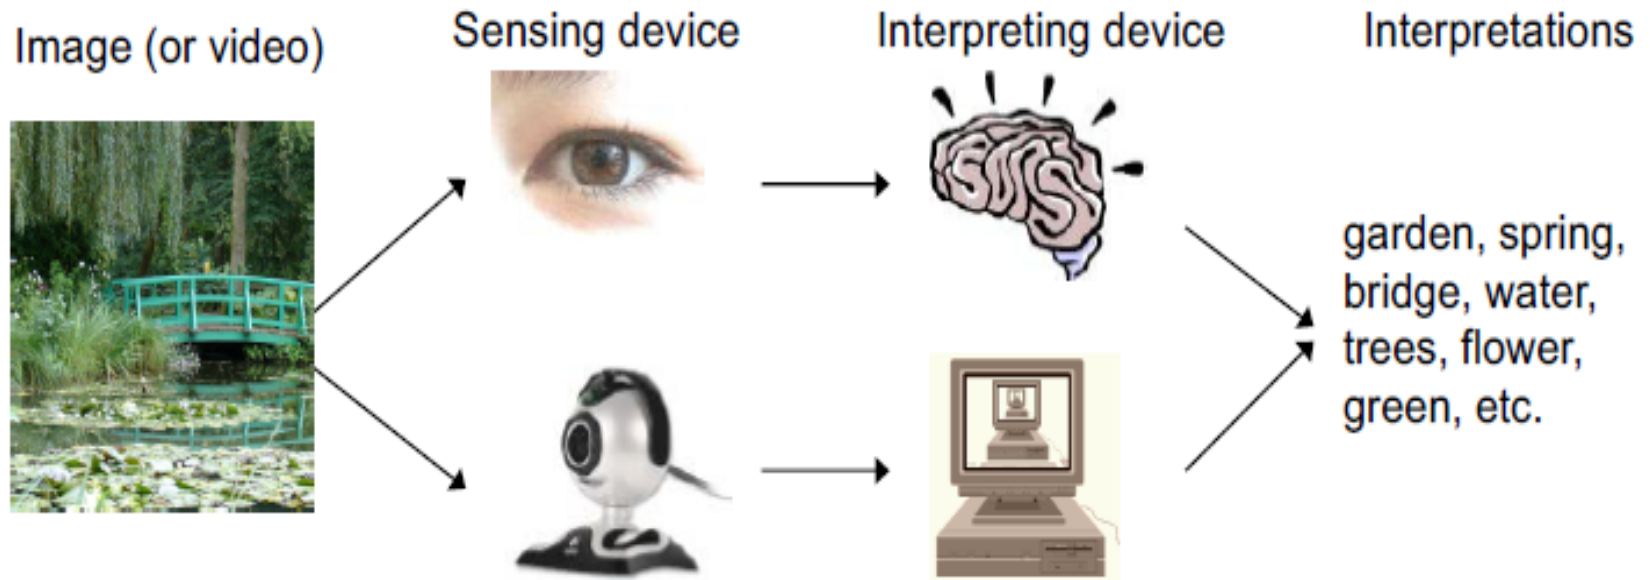 Image (or video)
Sensing device
Interpreting device
Interpretations
garden, spring,
bridge, water,
trees, flower,
green, etc.